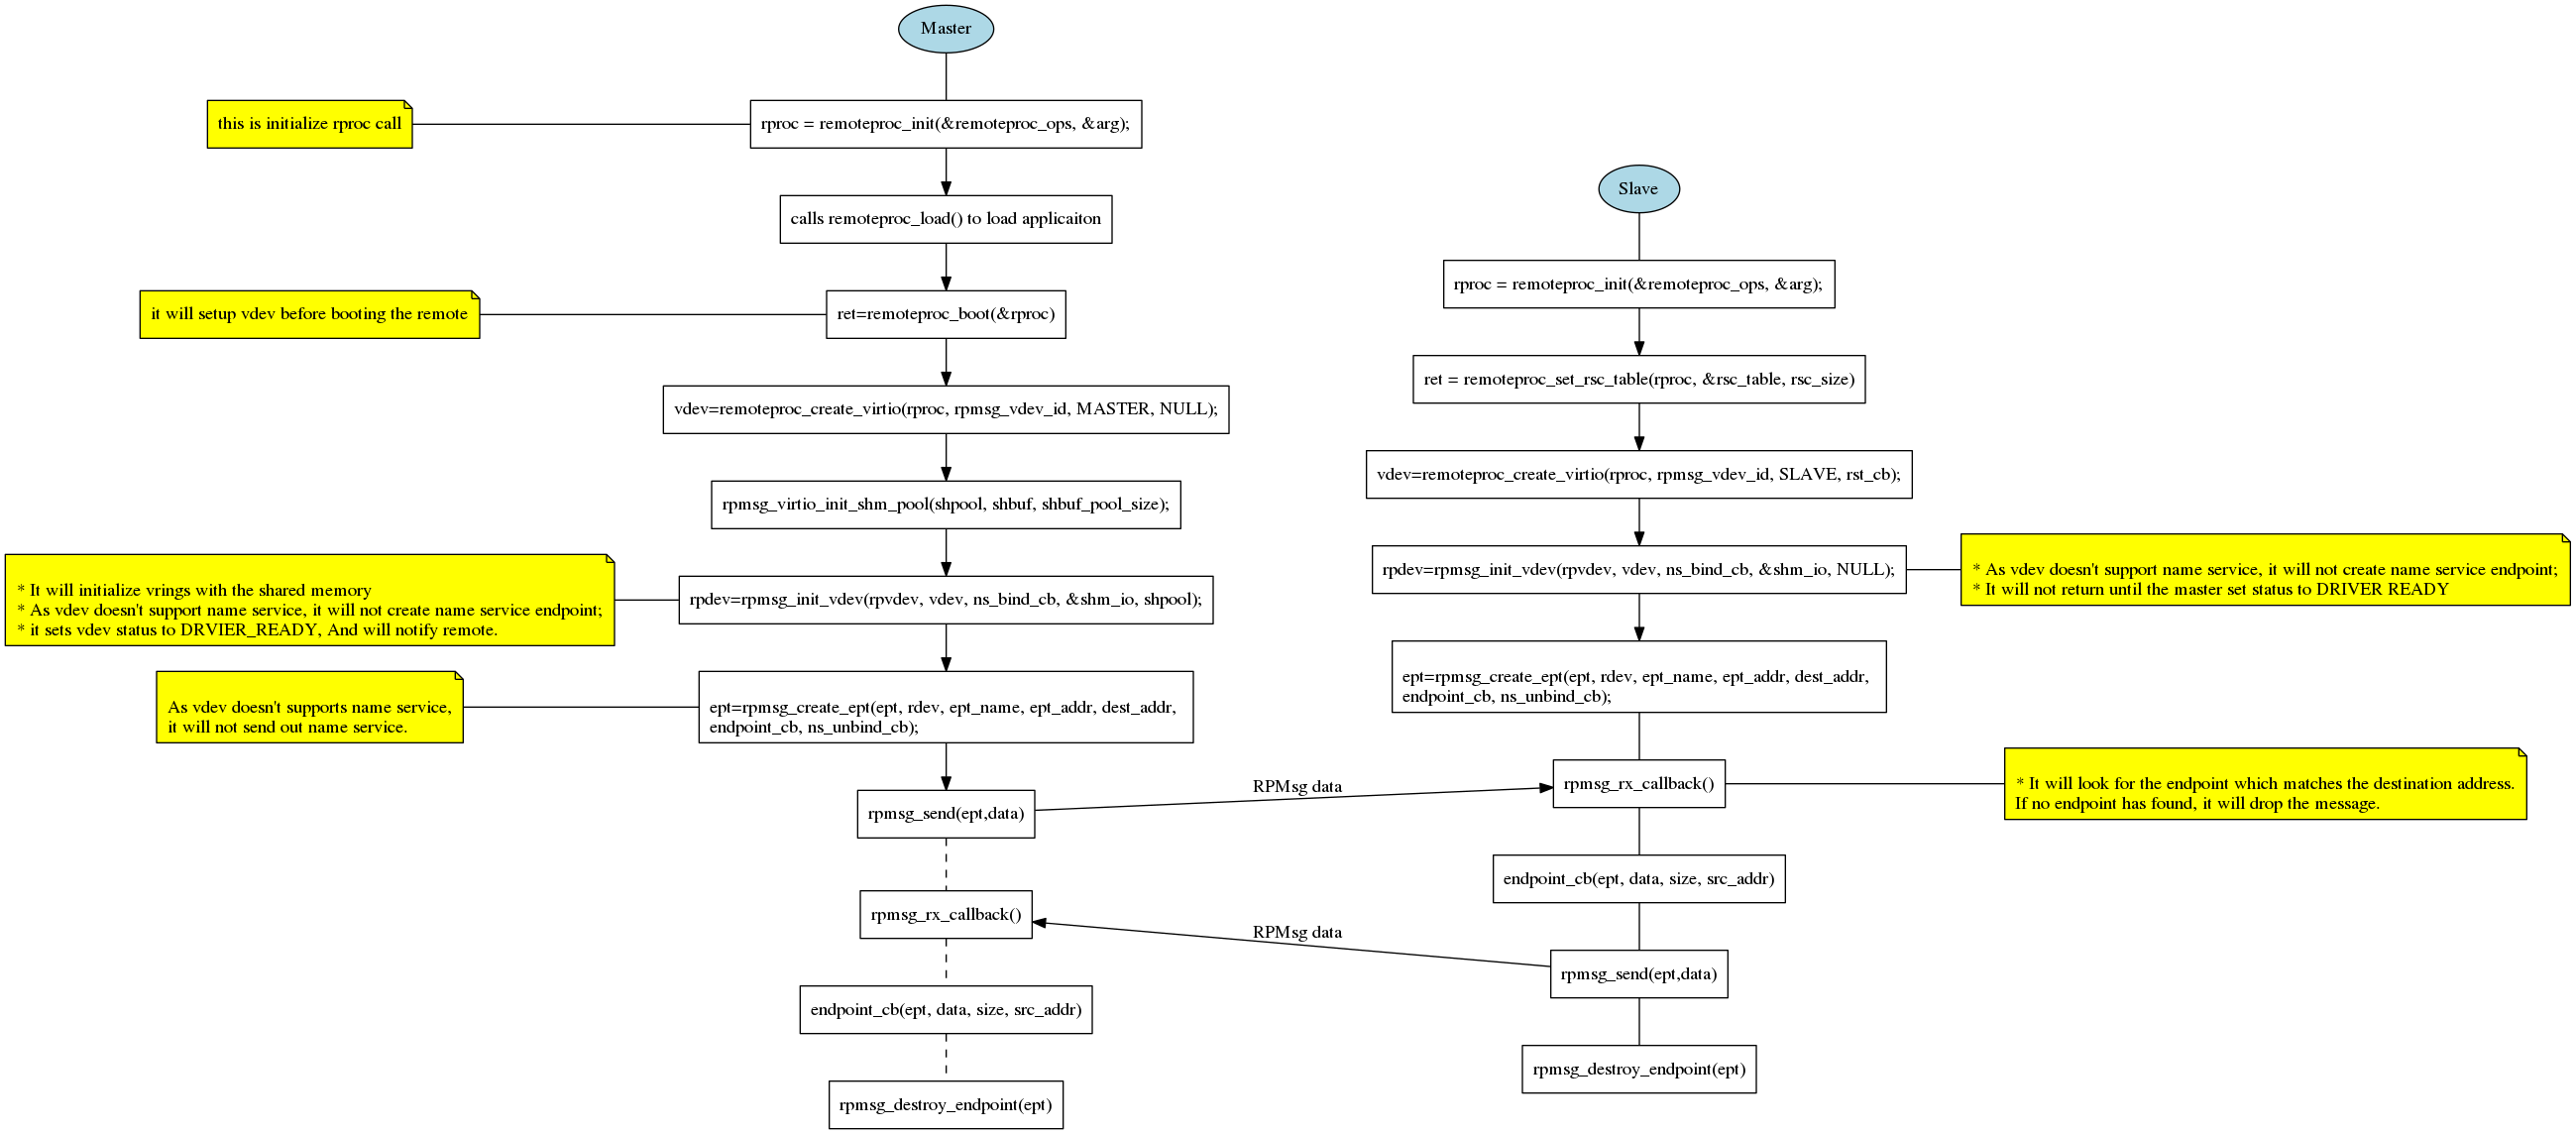 Master
this is initialize rproc call
rproc = remoteproc_init(&remoteproc_ops, &arg);
calls remoteproc_load() to load applicaiton
it will setup vdev before booting the remote
ret=remoteproc_boot(&rproc)
vdev=remoteproc_create_virtio(rproc, rpmsg_vdev_id, MASTER, NULL);
rpmsg_virtio_init_shm_pool(shpool, shbuf, shbuf_pool_size);
* It will initialize vrings with the shared memory
* As vdev doesn't support name service, it will not create name service endpoint;
* it sets vdev status to DRVIER_READY, And will notify remote.
rpdev=rpmsg_init_vdev(rpvdev, vdev, ns_bind_cb, &shm_io, shpool);
As vdev doesn't supports name service,
it will not send out name service.
ept=rpmsg_create_ept(ept, rdev, ept_name, ept_addr, dest_addr,
endpoint_cb, ns_unbind_cb);
rpmsg_send(ept,data)
RPMsg data
rpmsg_rx_callback()
RPMsg data
endpoint_cb(ept, data, size, src_addr)
rpmsg_destroy_endpoint(ept)
Slave
rproc = remoteproc_init(&remoteproc_ops, &arg);
ret = remoteproc_set_rsc_table(rproc, &rsc_table, rsc_size)
vdev=remoteproc_create_virtio(rproc, rpmsg_vdev_id, SLAVE, rst_cb);
rpdev=rpmsg_init_vdev(rpvdev, vdev, ns_bind_cb, &shm_io, NULL);
* As vdev doesn't support name service, it will not create name service endpoint;
* It will not return until the master set status to DRIVER READY
ept=rpmsg_create_ept(ept, rdev, ept_name, ept_addr, dest_addr,
endpoint_cb, ns_unbind_cb);
rpmsg_rx_callback()
* It will look for the endpoint which matches the destination address.
If no endpoint has found, it will drop the message.
endpoint_cb(ept, data, size, src_addr)
rpmsg_send(ept,data)
rpmsg_destroy_endpoint(ept)